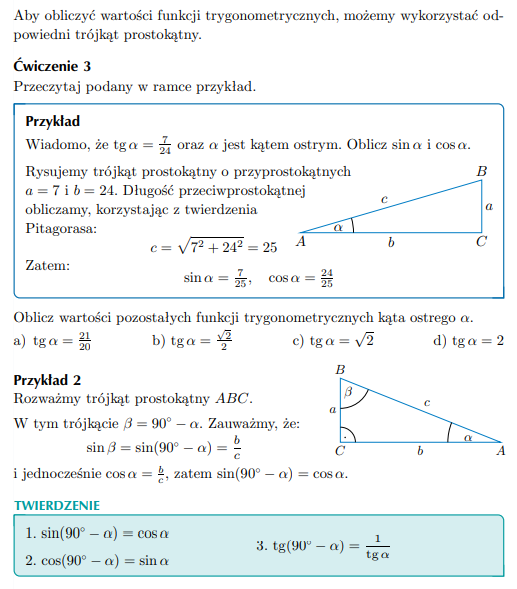 Aby obliczyć wartości funkcji trygonometrycznych, możemy wykorzystać od-
powiedni trójkąt prostokątny.
Ćwiczenie 3
Przeczytaj podany w ramce przykład.
Przykład
Wiadomo, że tg α = 7/24 oraz α jest kątem ostrym. Oblicz sin α i cos α.
Rysujemy trójkąt prostokątny o przyprostokątnych
a = 7 i b = 24. Długość przeciwprostokątnej
obliczamy, korzystając z twierdzenia
Pitagorasa:
c = √(7² + 24²) = 25
Zatem:
sin α = 7/25, cos α = 24/25
B
c
a
α
A
b
C
Oblicz wartości pozostałych funkcji trygonometrycznych kąta ostrego α.
a) tg α = 21/20 b) tg α = √2/2 c) tg α = √2 d) tg α = 2
Przykład 2
Rozważmy trójkąt prostokątny ABC.
W tym trójkącie β = 90° − α. Zauważmy, że:
sin β = sin(90° − α) = b/c
i jednocześnie cos α = b/c, zatem sin(90° − α) = cos α.
B
β
a
c
α
C
b
A
TWIERDZENIE
1. sin(90° − α) = cos α
2. cos(90° − α) = sin α
3. tg(90° − α) = 1/tg α